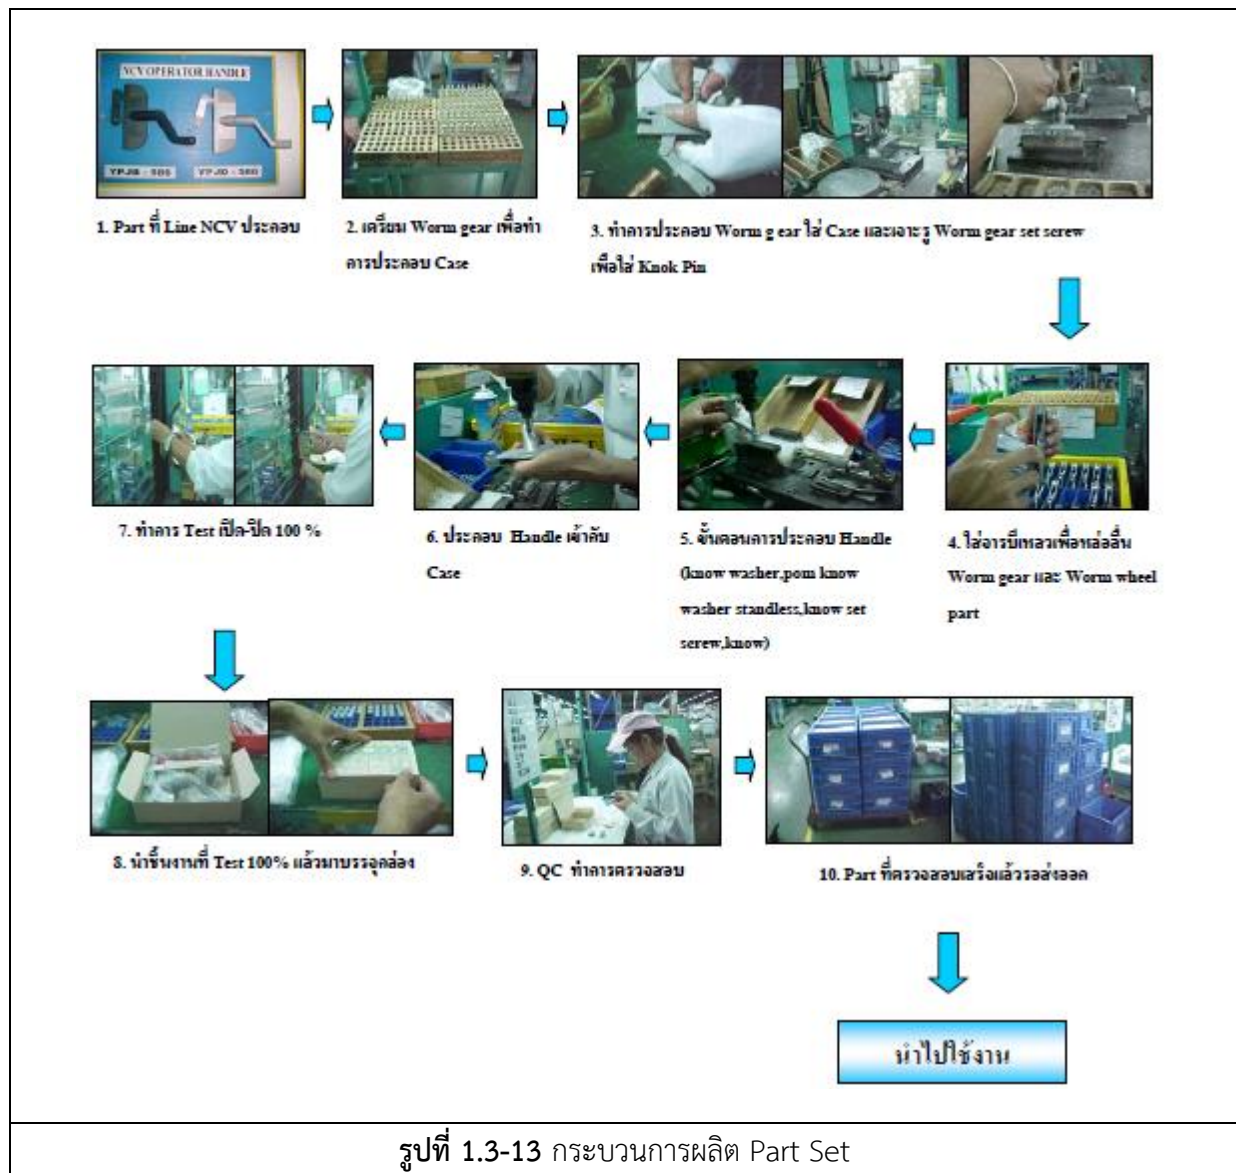 NCV OPERATOR HANDLE
1. Part ที่ Line NCV ประกอบ
2. เตรียม Worm gear เพื่อทำ
การประกอบ Case
3. ทำการประกอบ Worm g ear ใส่ Case และเจาะรู Worm gear set screw
เพื่อใส่ Knok Pin
7. ทำการ Test เปิด-ปิด 100 %
6. ประกอบ Handle เข้ากับ
Case
5. ขั้นตอนการประกอบ Handle
(know washer,pom know
washer standless,know set
screw,know)
4. ใส่จารบีเหลวเพื่อหล่อลื่น
Worm gear และ Worm wheel
part
8. นำชิ้นงานที่ Test 100% แล้วมาบรรจุกล่อง
9. QC ทำการตรวจสอบ
10. Part ที่ตรวจสอบเสร็จแล้วรอส่งออก
นำไปใช้งาน
รูปที่ 1.3-13 กระบวนการผลิต Part Set